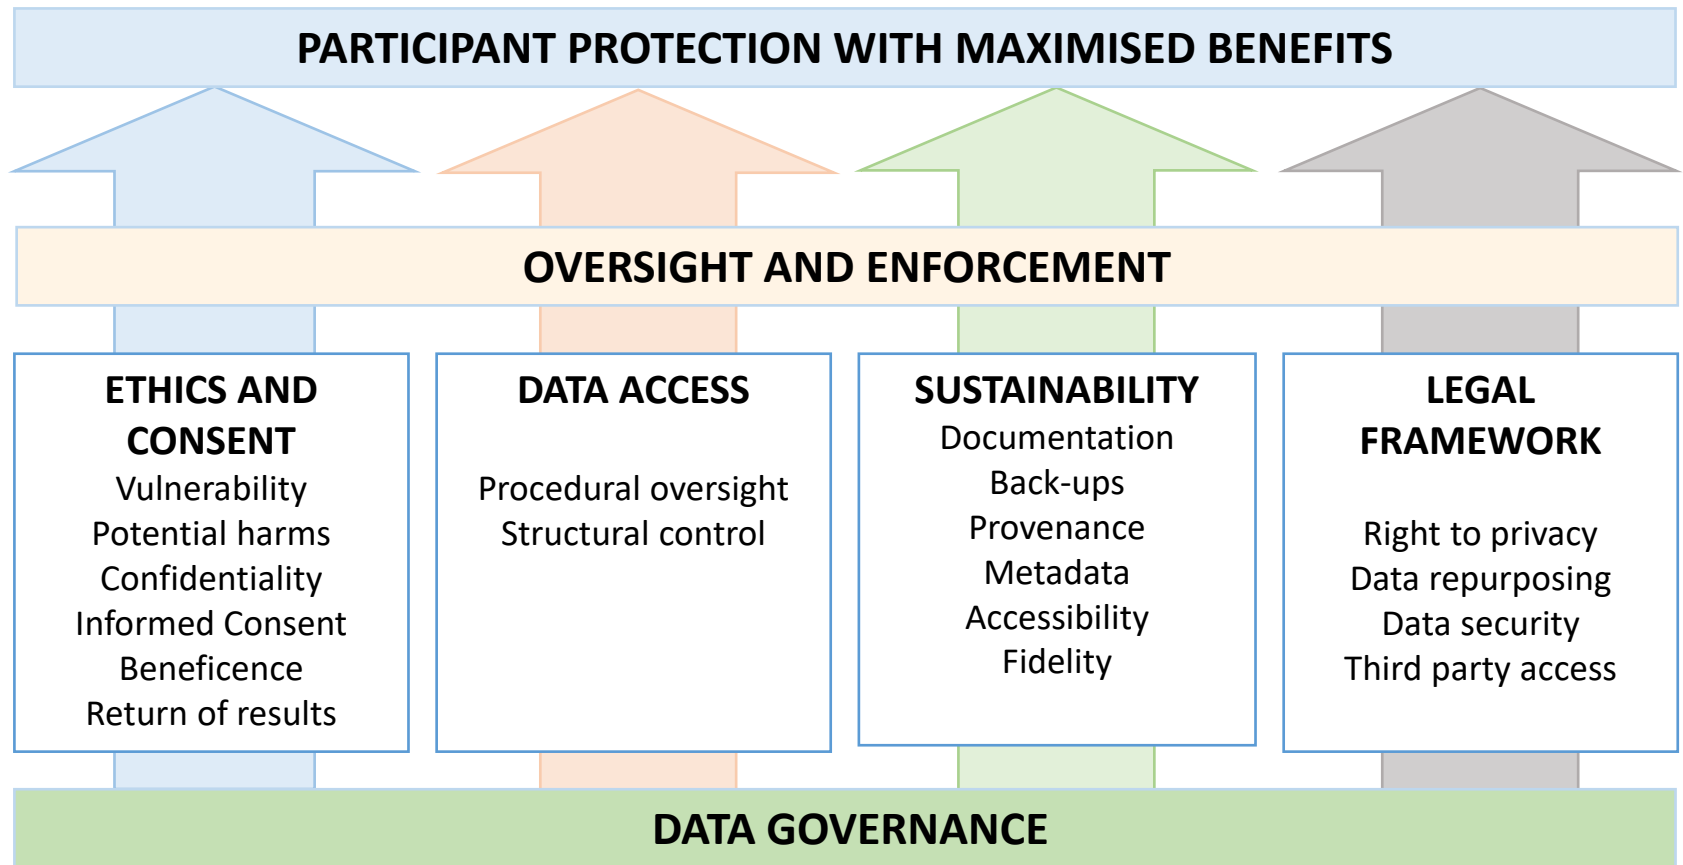 PARTICIPANT PROTECTION WITH MAXIMISED BENEFITS
OVERSIGHT AND ENFORCEMENT
ETHICS AND
CONSENT
Vulnerability
Potential harms
Confidentiality
Informed Consent
Beneficence
Return of results
DATA ACCESS
Procedural oversight
Structural control
SUSTAINABILITY
Documentation
Back-ups
Provenance
Metadata
Accessibility
Fidelity
LEGAL
FRAMEWORK
Right to privacy
Data repurposing
Data security
Third party access
DATA GOVERNANCE